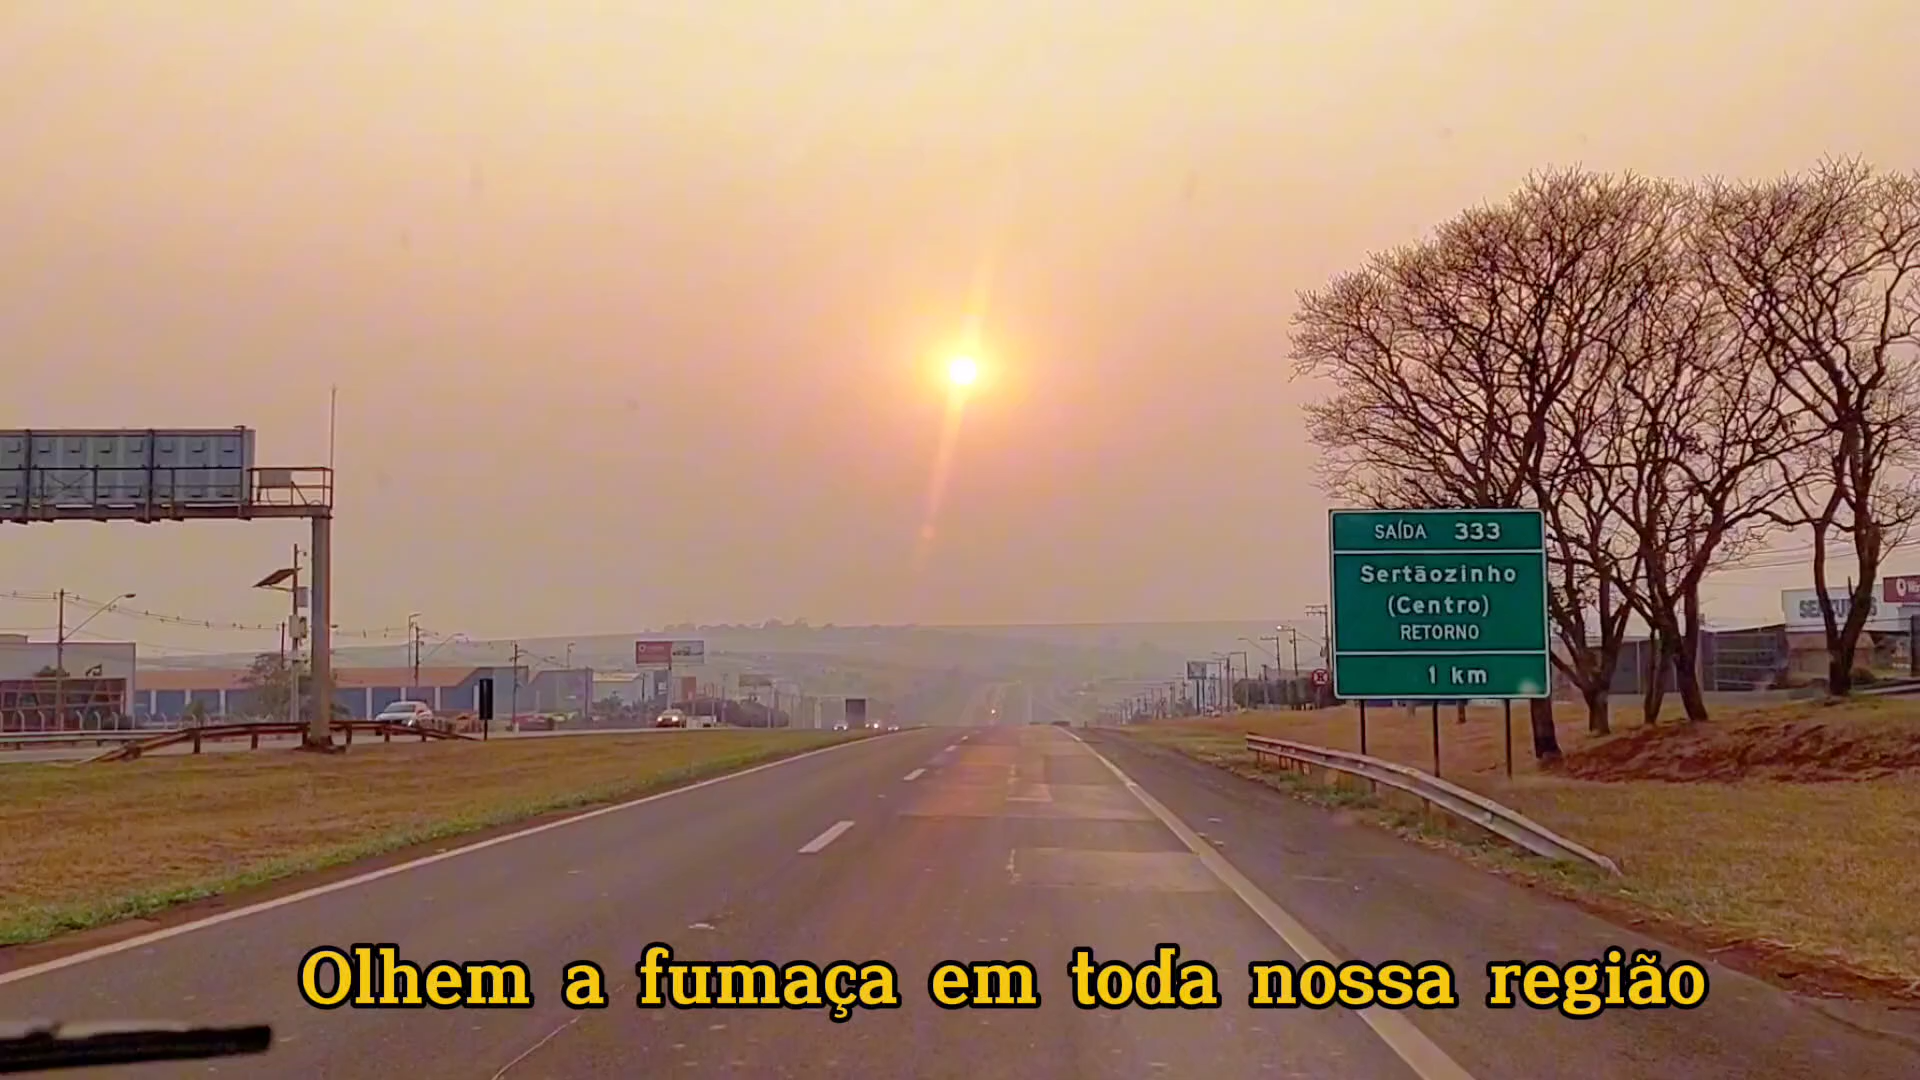 SAÍDA 333
Sertãozinho
(Centro)
RETORNO
1 km
Olhem a fumaça em toda nossa região